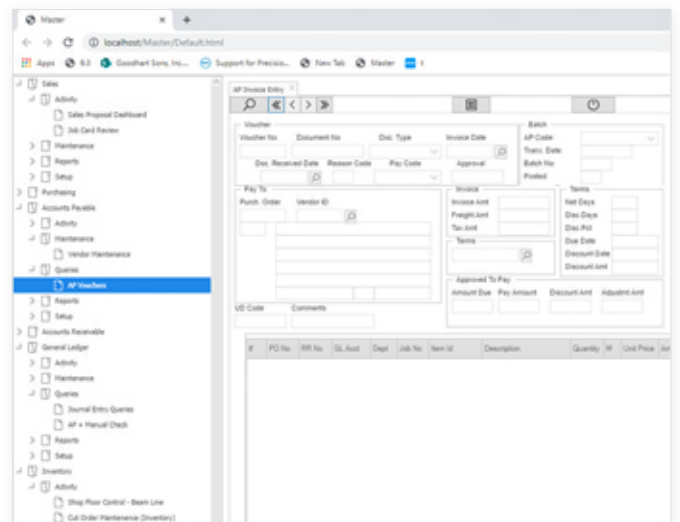 Master
localhost/Master/Default.html
Apps 6.3 Goodhart Sons, Inc... Support for Precisio... New Tab Master 1
Sales
Activity
Sales Proposal Dashboard
Job Card Review
Maintenance
Reports
Setup
Purchasing
Accounts Payable
Activity
Maintenance
Vendor Maintenance
Queries
AP Vouchers
Reports
Setup
Accounts Receivable
General Ledger
Activity
Maintenance
Queries
Journal Entry Queries
AP + Manual Check
Reports
Setup
Inventory
Activity
Shop Floor Control - Beam Line
Cut Order Maintenance (Inventory)
AP Invoice Entry
Voucher
Voucher No Document No Doc. Type Invoice Date
Doc. Received Date Reason Code Pay Code Approval
Batch
AP Code
Tranx. Date
Batch No
Posted
Pay To
Purch. Order Vendor ID
Invoice
Invoice Amt
Freight Amt
Tax Amt
Terms
Terms
Net Days
Disc Days
Disc Pct
Due Date
Discount Date
Discount Amt
Approved To Pay
Amount Due Pay Amount Discount Amt Adjustmt Amt
UD Code Comments
# PO No RR No GL Acct Dept Job No Item Id Description Quantity M Unit Price Am